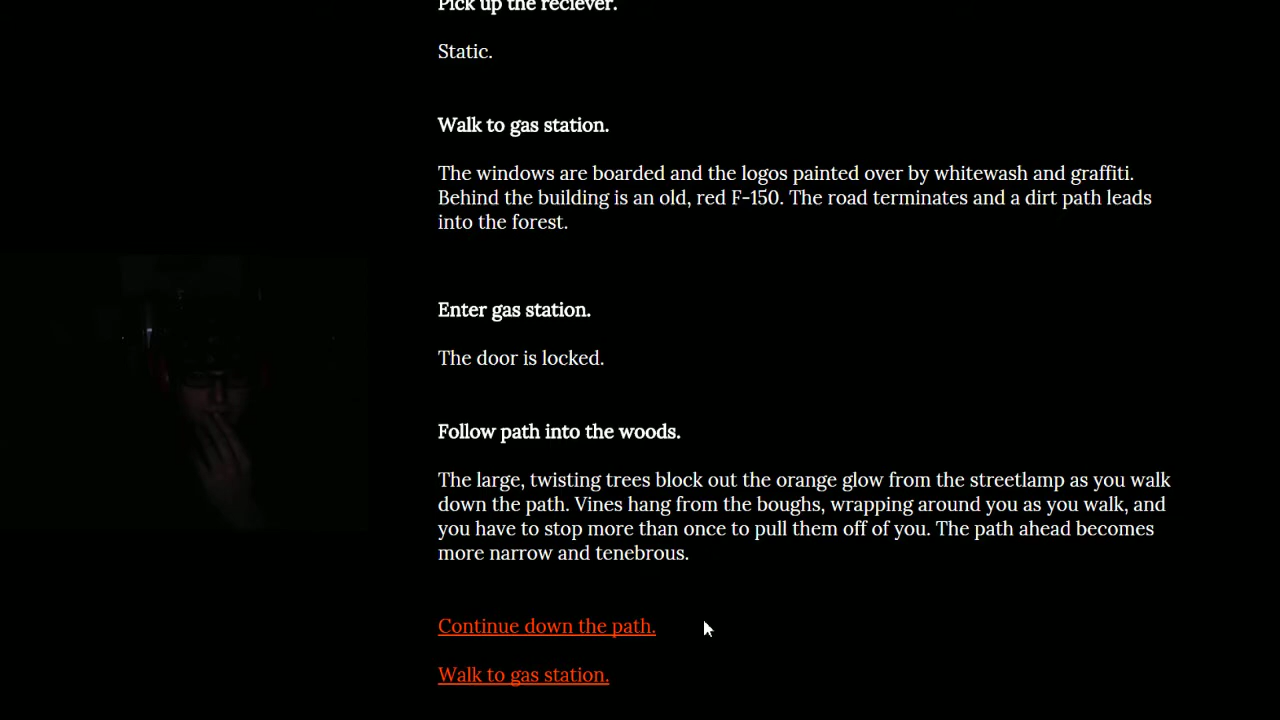 Pick up the reciever.
Static.
Walk to gas station.
The windows are boarded and the logos painted over by whitewash and graffiti.
Behind the building is an old, red F-150. The road terminates and a dirt path leads
into the forest.
Enter gas station.
The door is locked.
Follow path into the woods.
The large, twisting trees block out the orange glow from the streetlamp as you walk
down the path. Vines hang from the boughs, wrapping around you as you walk, and
you have to stop more than once to pull them off of you. The path ahead becomes
more narrow and tenebrous.
Continue down the path.
Walk to gas station.